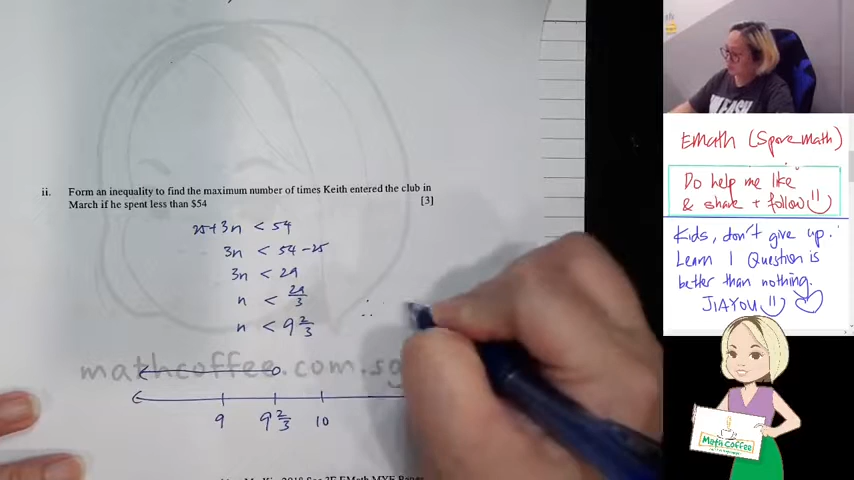 ii. Form an inequality to find the maximum number of times Keith entered the club in
March if he spent less than $54 [3]
25+3n < 54
3n < 54-25
3n < 29
n < 29/3
n < 9 2/3
∴
mathcoffee.com.sg
9 9 2/3 10
EMath (Spore math)
Do help me like
& share + follow
Kids, don't give up.
Learn 1 Question is
better than nothing.
JIAYOU
Math Coffee